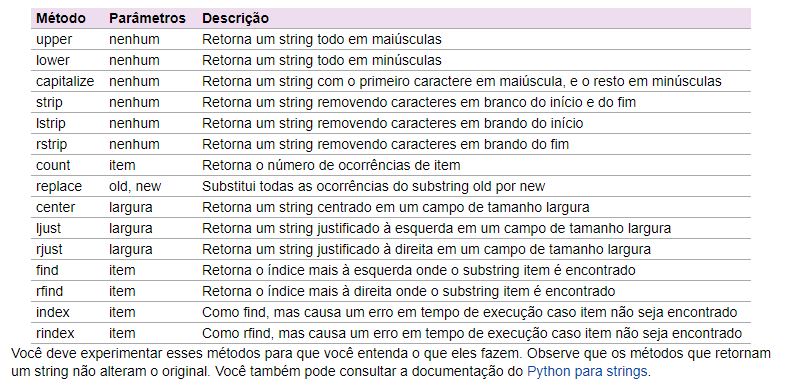 Método Parâmetros Descrição
upper nenhum Retorna um string todo em maiúsculas
lower nenhum Retorna um string todo em minúsculas
capitalize nenhum Retorna um string com o primeiro caractere em maiúscula, e o resto em minúsculas
strip nenhum Retorna um string removendo caracteres em branco do início e do fim
lstrip nenhum Retorna um string removendo caracteres em brando do início
rstrip nenhum Retorna um string removendo caracteres em brando do fim
count item Retorna o número de ocorrências de item
replace old, new Substitui todas as ocorrências do substring old por new
center largura Retorna um string centrado em um campo de tamanho largura
ljust largura Retorna um string justificado à esquerda em um campo de tamanho largura
rjust largura Retorna um string justificado à direita em um campo de tamanho largura
find item Retorna o índice mais à esquerda onde o substring item é encontrado
rfind item Retorna o índice mais à direita onde o substring item é encontrado
index item Como find, mas causa um erro em tempo de execução caso item não seja encontrado
rindex item Como rfind, mas causa um erro em tempo de execução caso item não seja encontrado
Você deve experimentar esses métodos para que você entenda o que eles fazem. Observe que os métodos que retornam
um string não alteram o original. Você também pode consultar a documentação do Python para strings.